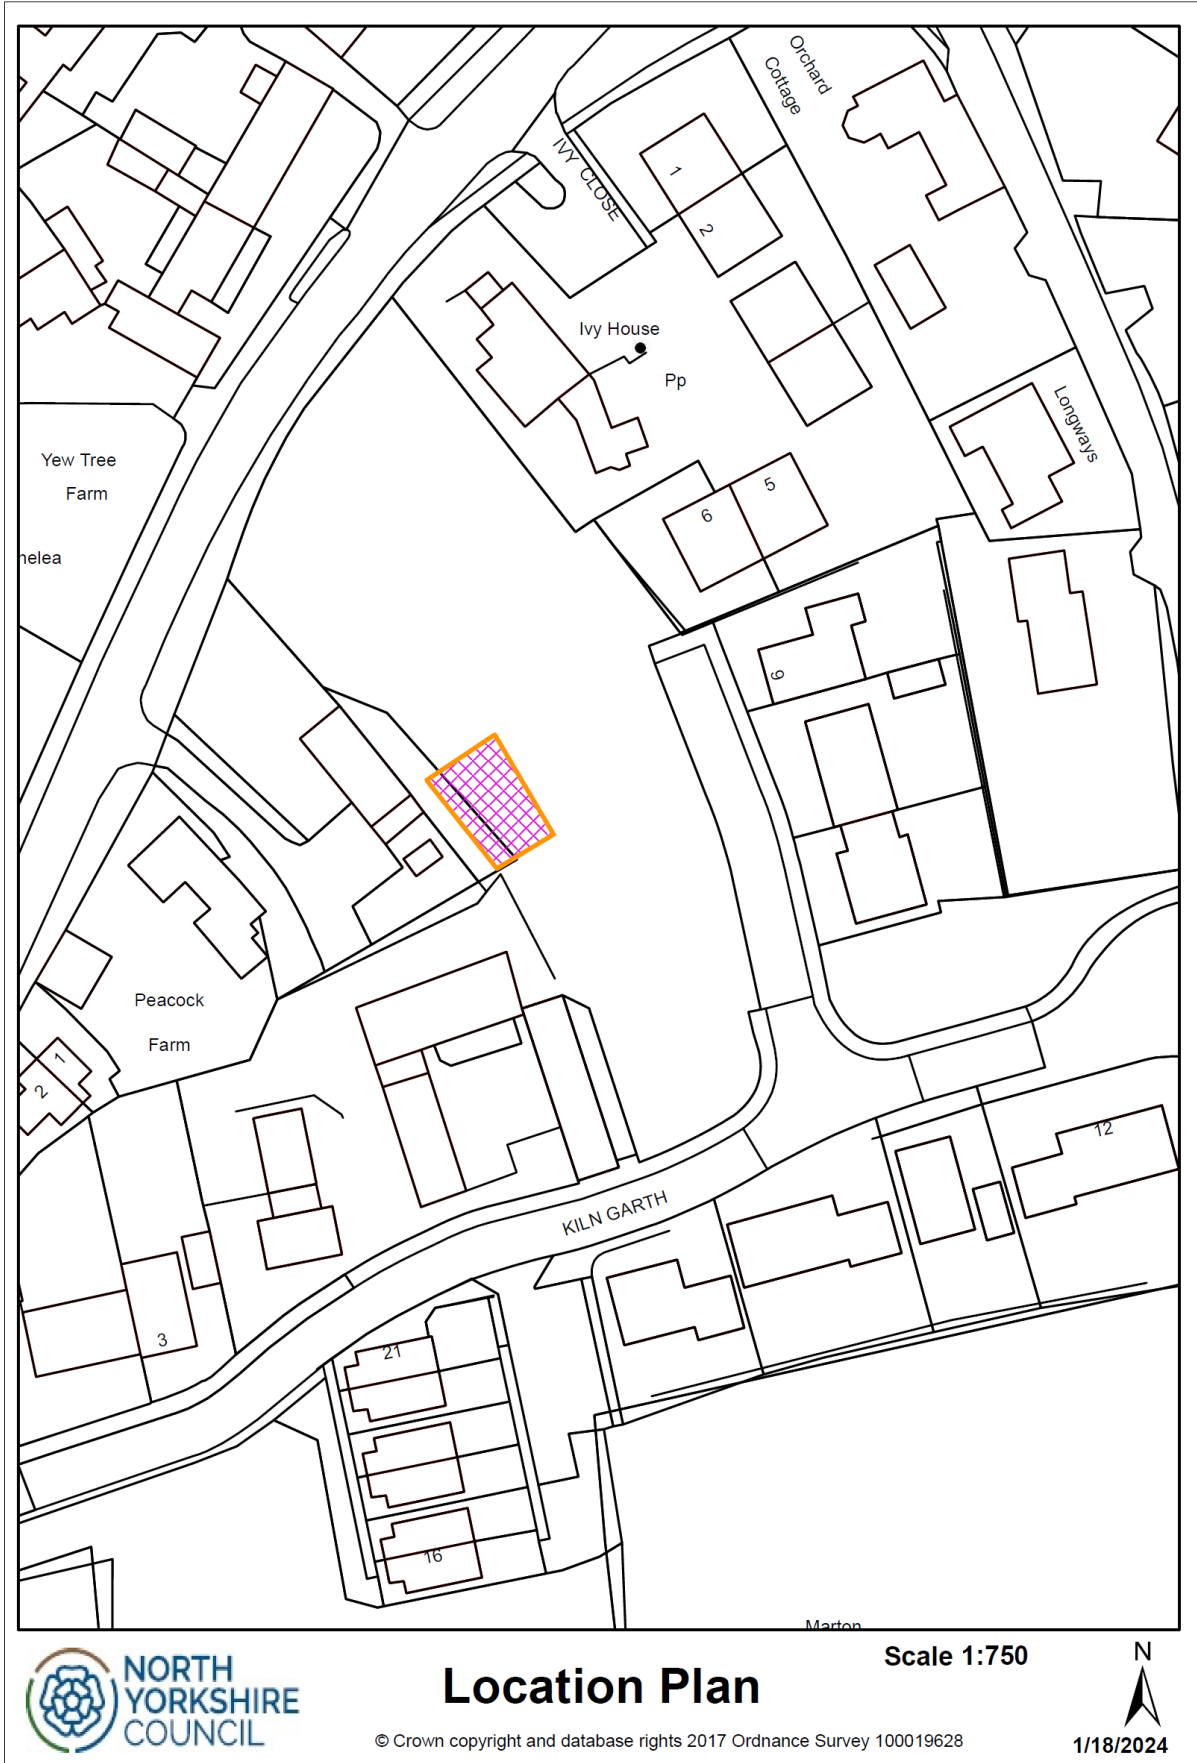 Orchard
Cottage
IVY CLOSE
1
2
Ivy House
Pp
Longways
Yew Tree
Farm
helea
5
6
9
Peacock
Farm
1
2
12
KILN GARTH
3
21
16
Marton
NORTH
YORKSHIRE
COUNCIL
Location Plan
Scale 1:750
N
© Crown copyright and database rights 2017 Ordnance Survey 100019628
1/18/2024